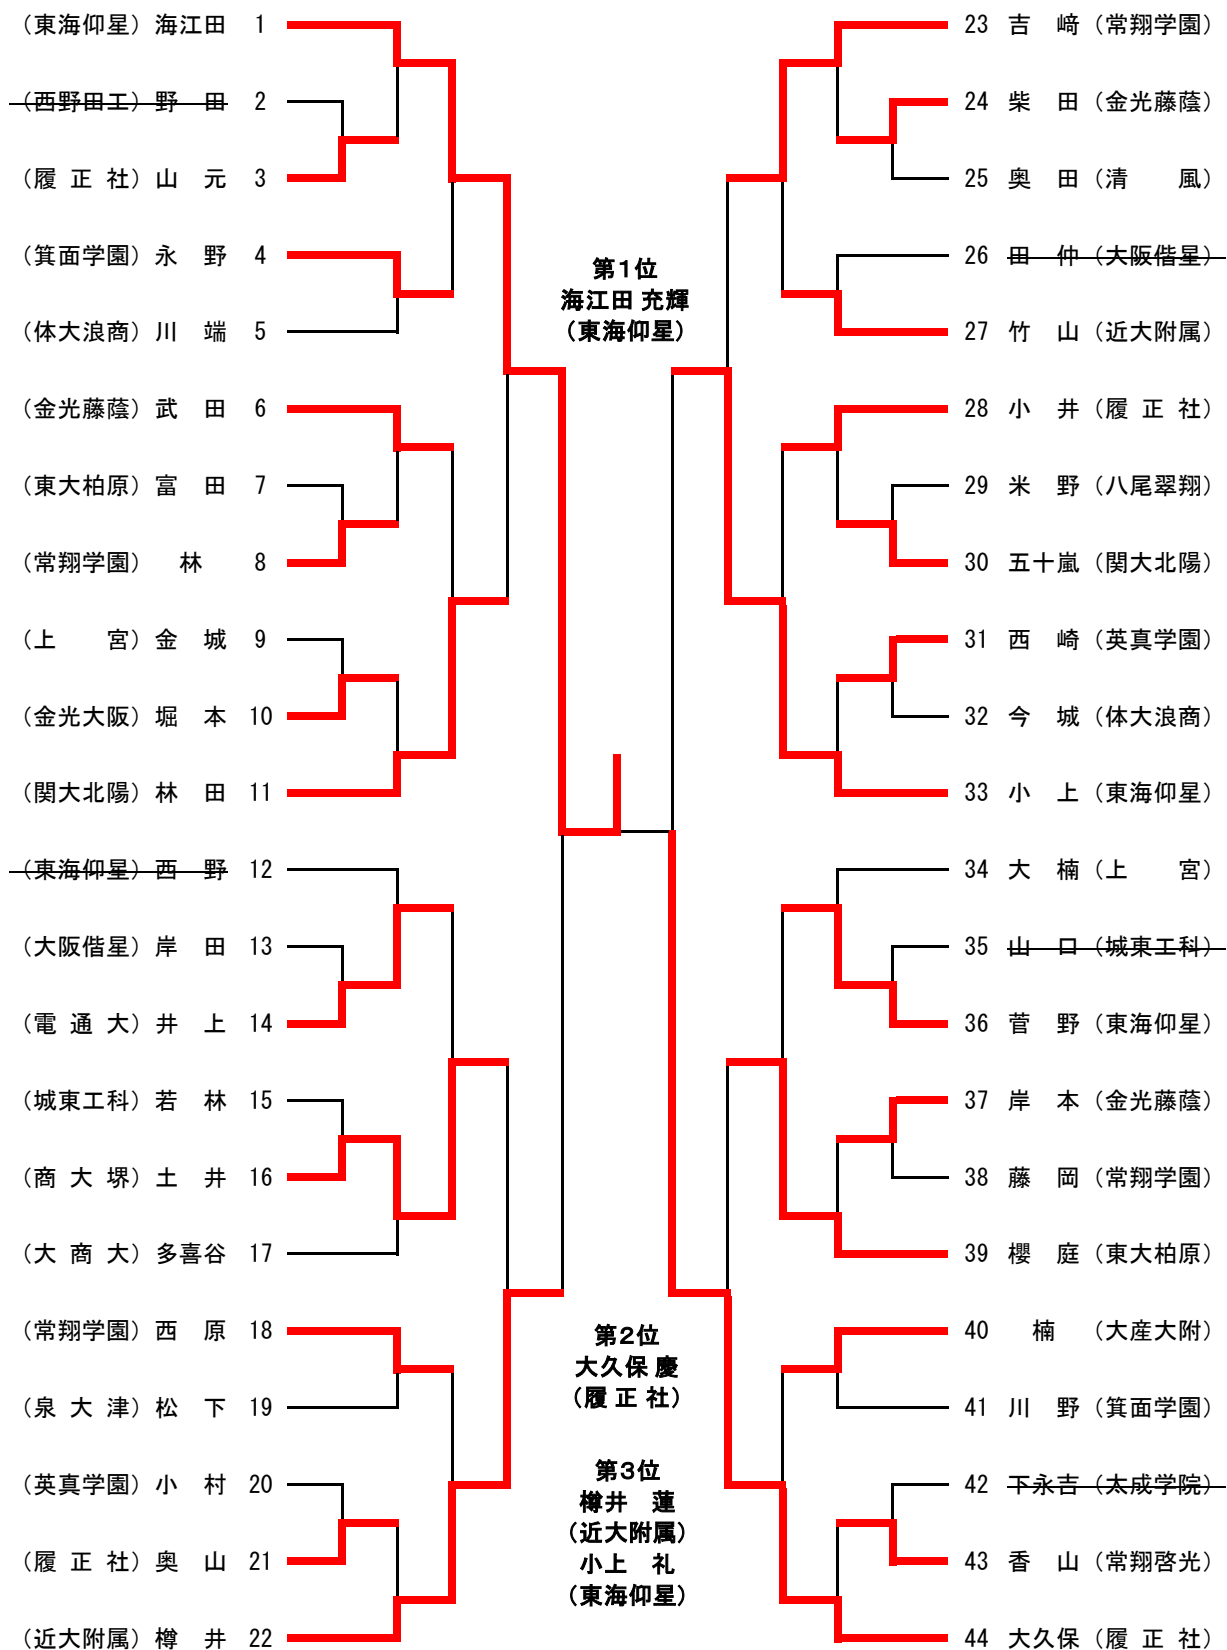 (東海仰星) 海江田 1
(西野田工) 野 田 2
(履 正 社) 山 元 3
(箕面学園) 永 野 4
(体大浪商) 川 端 5
(金光藤蔭) 武 田 6
(東大柏原) 富 田 7
(常翔学園) 林 8
(上 宮) 金 城 9
(金光大阪) 堀 本 10
(関大北陽) 林 田 11
(東海仰星) 西 野 12
(大阪偕星) 岸 田 13
(電 通 大) 井 上 14
(城東工科) 若 林 15
(商 大 堺) 土 井 16
(大 商 大) 多喜谷 17
(常翔学園) 西 原 18
(泉 大 津) 松 下 19
(英真学園) 小 村 20
(履 正 社) 奥 山 21
(近大附属) 樽 井 22
第1位
海江田 充輝
(東海仰星)
第2位
大久保 慶
(履 正 社)
第3位
樽井 蓮
(近大附属)
小上 礼
(東海仰星)
23 吉 﨑 (常翔学園)
24 柴 田 (金光藤蔭)
25 奥 田 (清 風)
26 田 仲 (大阪偕星)
27 竹 山 (近大附属)
28 小 井 (履 正 社)
29 米 野 (八尾翠翔)
30 五十嵐 (関大北陽)
31 西 崎 (英真学園)
32 今 城 (体大浪商)
33 小 上 (東海仰星)
34 大 楠 (上 宮)
35 山 口 (城東工科)
36 菅 野 (東海仰星)
37 岸 本 (金光藤蔭)
38 藤 岡 (常翔学園)
39 櫻 庭 (東大柏原)
40 楠 (大産大附)
41 川 野 (箕面学園)
42 下永吉 (太成学院)
43 香 山 (常翔啓光)
44 大久保 (履 正 社)